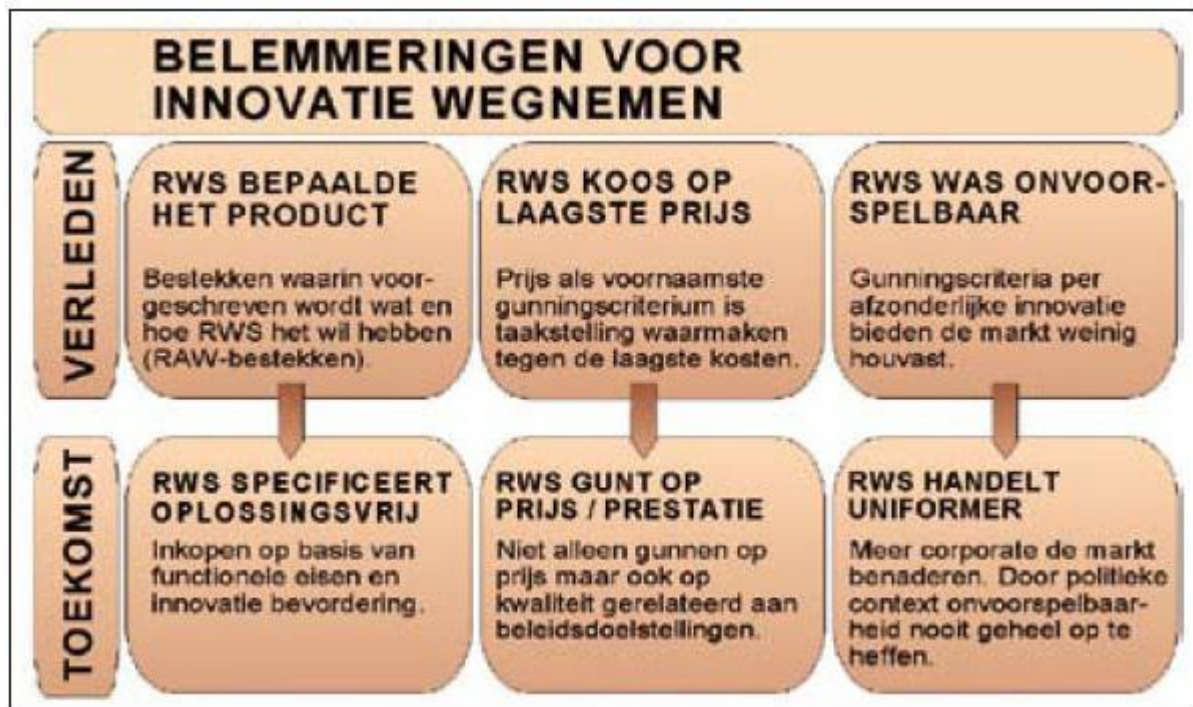 BELEMMERINGEN VOOR
INNOVATIE WEGNEMEN
VERLEDEN
RWS BEPAALDE
HET PRODUCT
Bestekken waarin voor-
geschreven wordt wat en
hoe RWS het wil hebben
(RAW-bestekken).
RWS KOOS OP
LAAGSTE PRIJS
Prijs als voornaamste
gunningscriterium is
taakstelling waarmaken
tegen de laagste kosten.
RWS WAS ONVOOR-
SPELBAAR
Gunningscriteria per
afzonderlijke innovatie
bieden de markt weinig
houvast.
TOEKOMST
RWS SPECIFICEERT
OPLOSSINGSVRIJ
Inkopen op basis van
functionele eisen en
innovatie bevordering.
RWS GUNT OP
PRIJS / PRESTATIE
Niet alleen gunnen op
prijs maar ook op
kwaliteit gerelateerd aan
beleidsdoelstellingen.
RWS HANDELT
UNIFORMER
Meer corporate de markt
benaderen. Door politieke
context onvoorspelbaar-
heid nooit geheel op te
heffen.